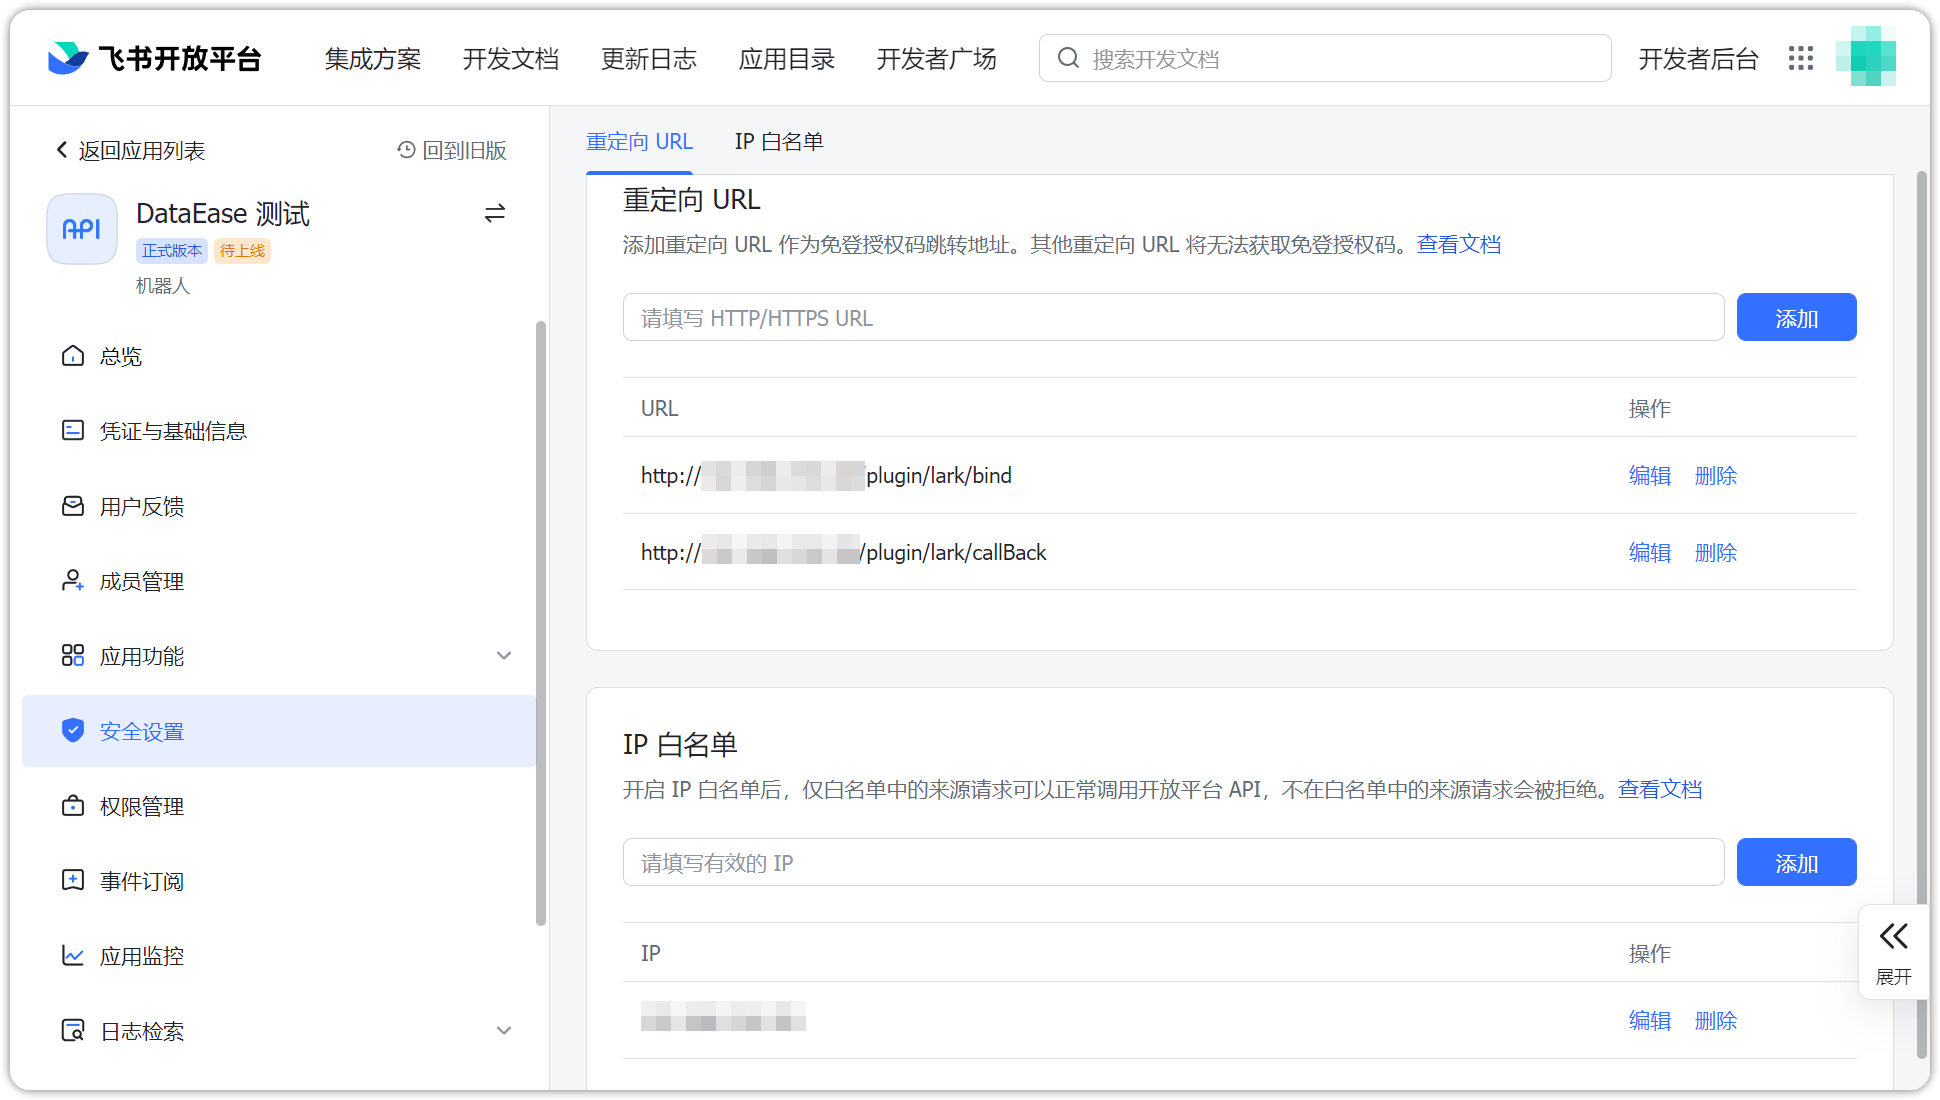 飞书开放平台 集成方案 开发文档 更新日志 应用目录 开发者广场 搜索开发文档 开发者后台
返回应用列表 回到旧版
API DataEase 测试
正式版本 待上线
机器人
总览
凭证与基础信息
用户反馈
成员管理
应用功能
安全设置
权限管理
事件订阅
应用监控
日志检索
重定向 URL IP 白名单
重定向 URL
添加重定向 URL 作为免登授权码跳转地址。其他重定向 URL 将无法获取免登授权码。查看文档
请填写 HTTP/HTTPS URL 添加
URL 操作
http:// plugin/lark/bind 编辑 删除
http:// /plugin/lark/callBack 编辑 删除
IP 白名单
开启 IP 白名单后，仅白名单中的来源请求可以正常调用开放平台 API，不在白名单中的来源请求会被拒绝。查看文档
请填写有效的 IP 添加
IP 操作
编辑 删除
展开